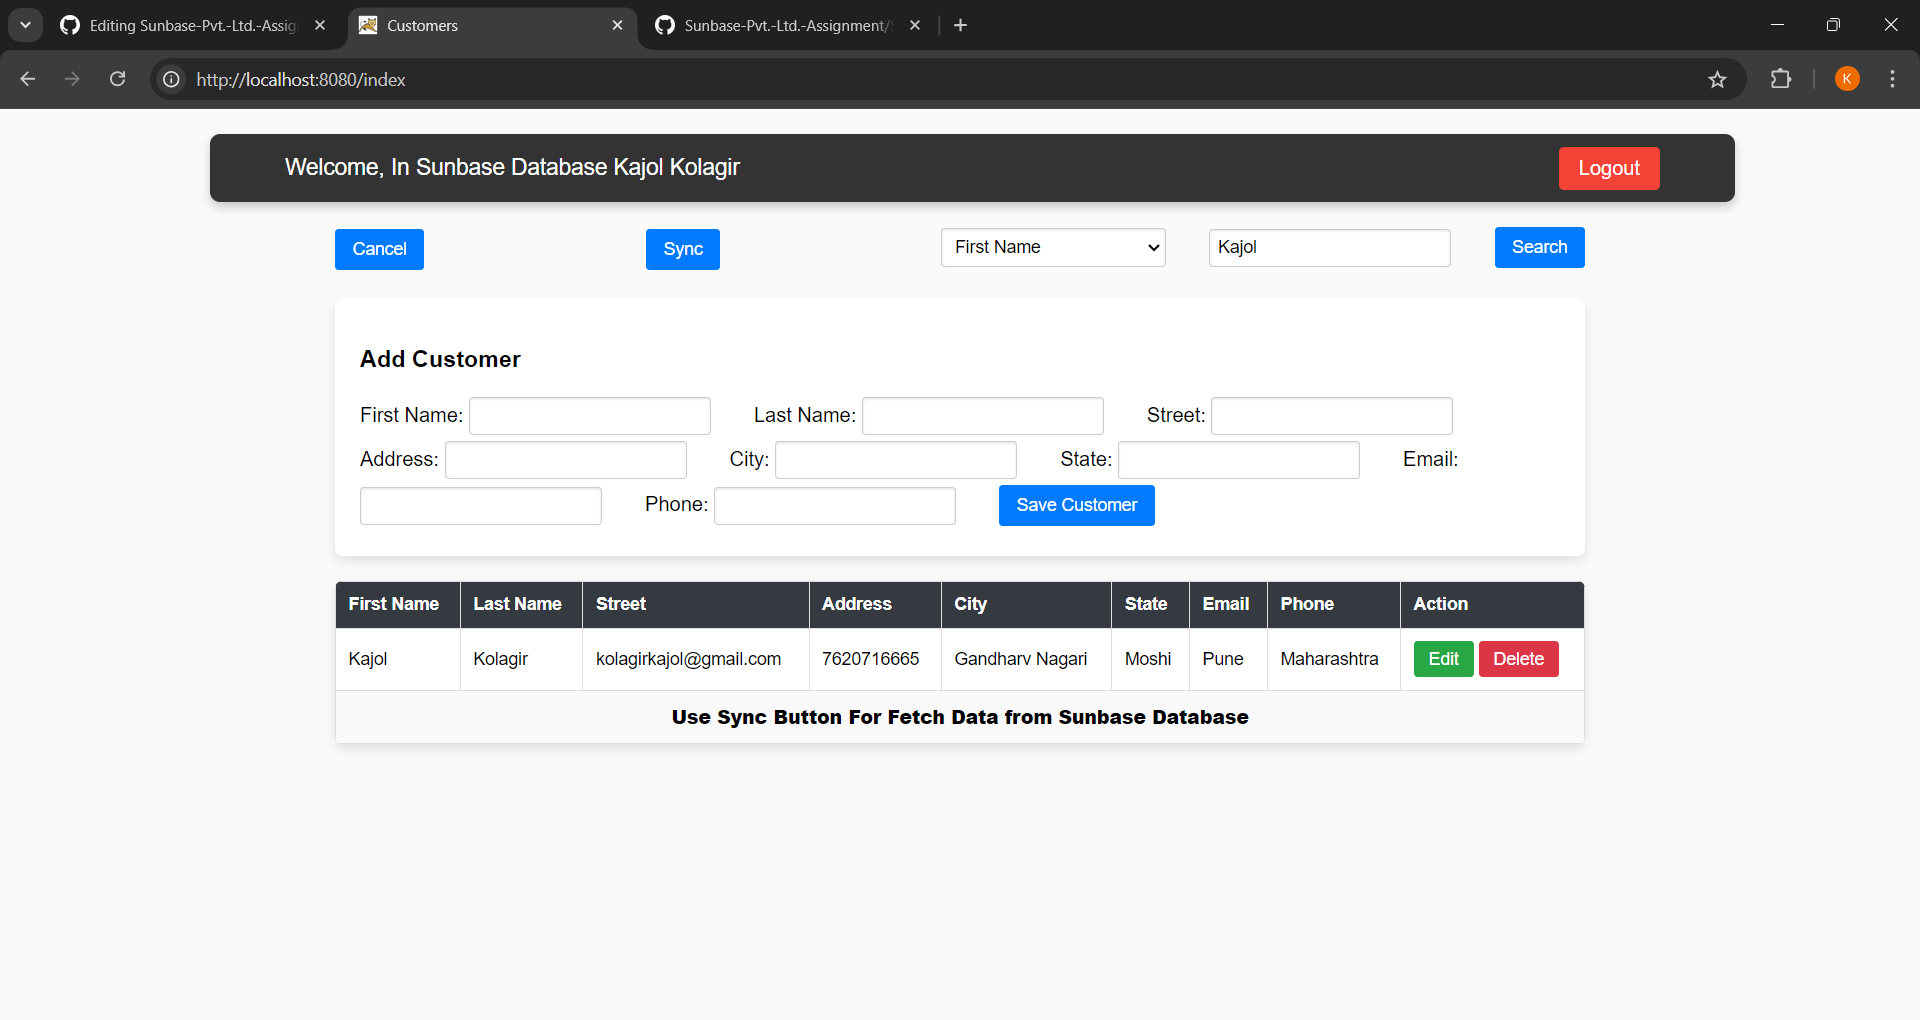 Editing Sunbase-Pvt.-Ltd.-Assig
Customers
Sunbase-Pvt.-Ltd.-Assignment/
http://localhost:8080/index
K
Welcome, In Sunbase Database Kajol Kolagir
Logout
Cancel
Sync
First Name
Kajol
Search
Add Customer
First Name:
Last Name:
Street:
Address:
City:
State:
Email:
Phone:
Save Customer
First Name Last Name Street Address City State Email Phone Action
Kajol Kolagir kolagirkajol@gmail.com 7620716665 Gandharv Nagari Moshi Pune Maharashtra Edit Delete
Use Sync Button For Fetch Data from Sunbase Database